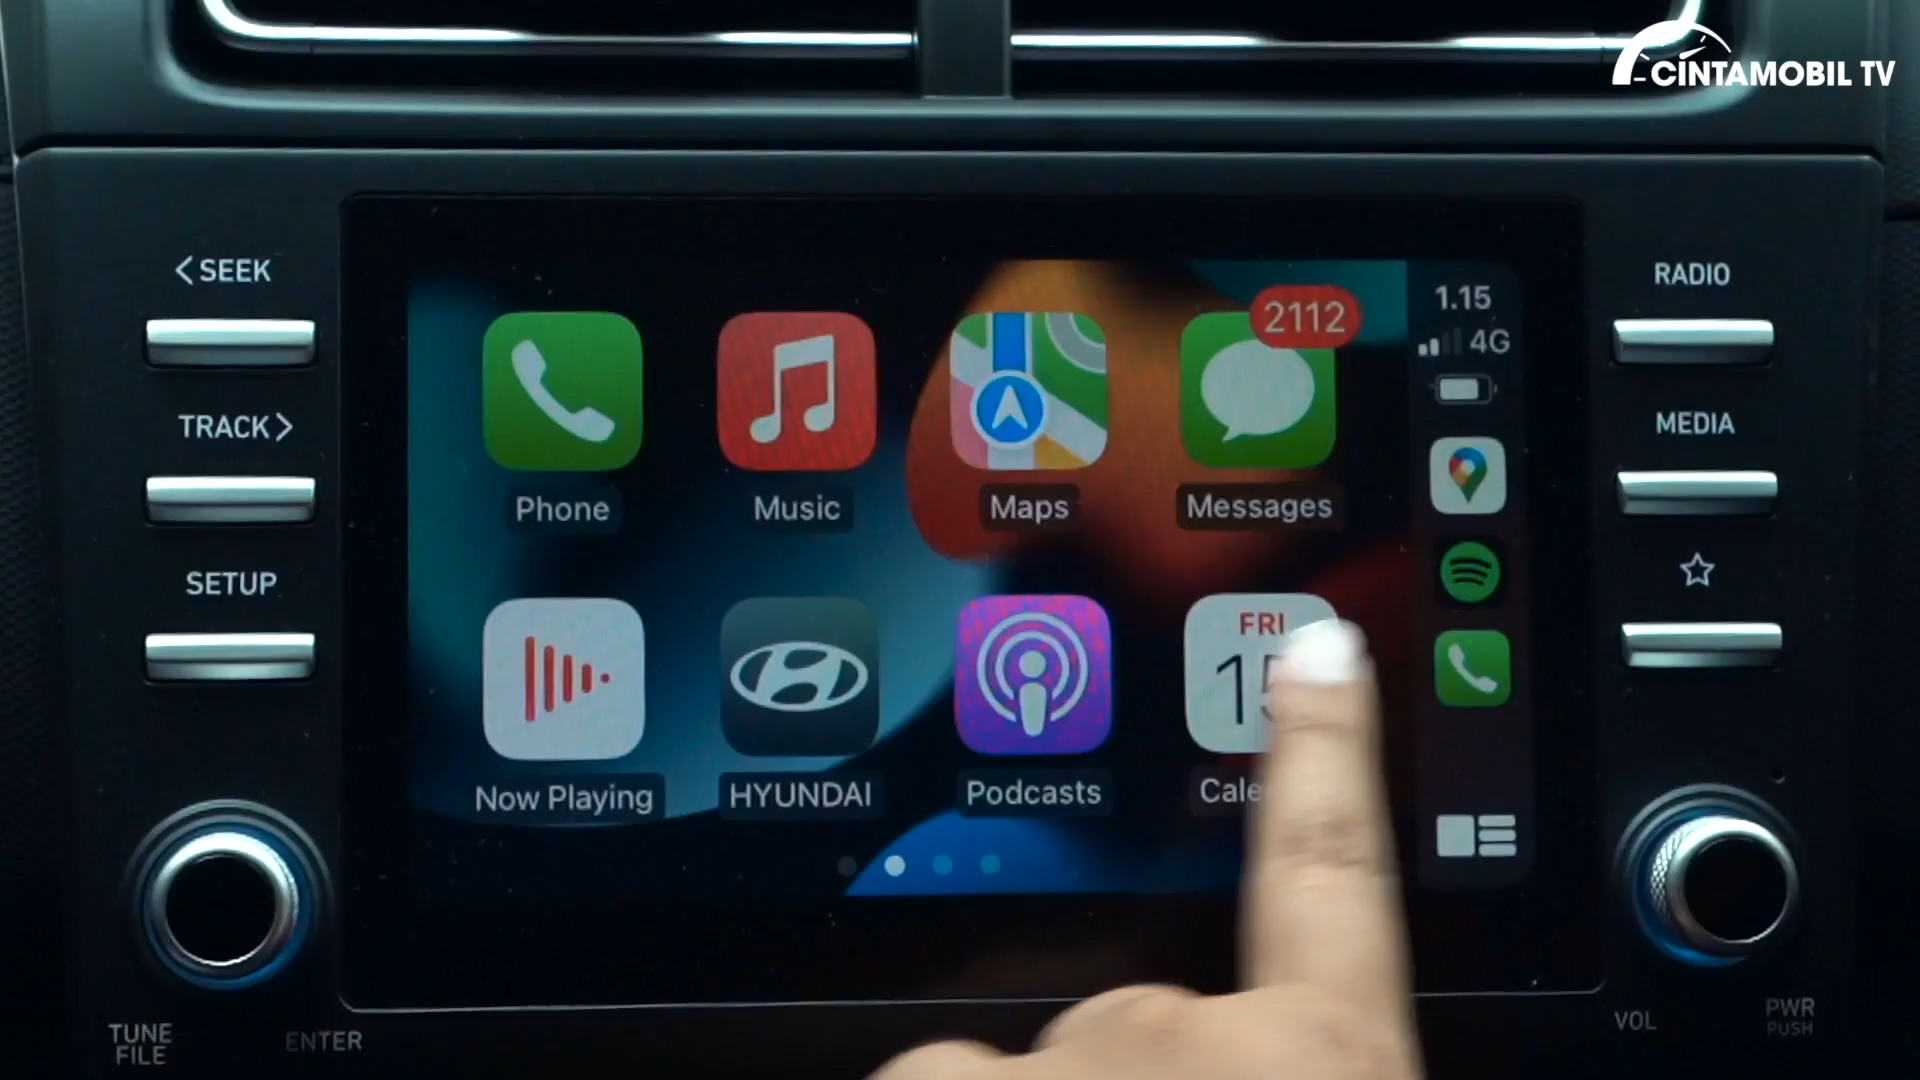 CINTAMOBIL TV
< SEEK
TRACK >
SETUP
TUNE
FILE
ENTER
2112
Phone
Music
Maps
Messages
FRI
Now Playing
HYUNDAI
Podcasts
1.15
4G
RADIO
MEDIA
VOL
PWR
PUSH